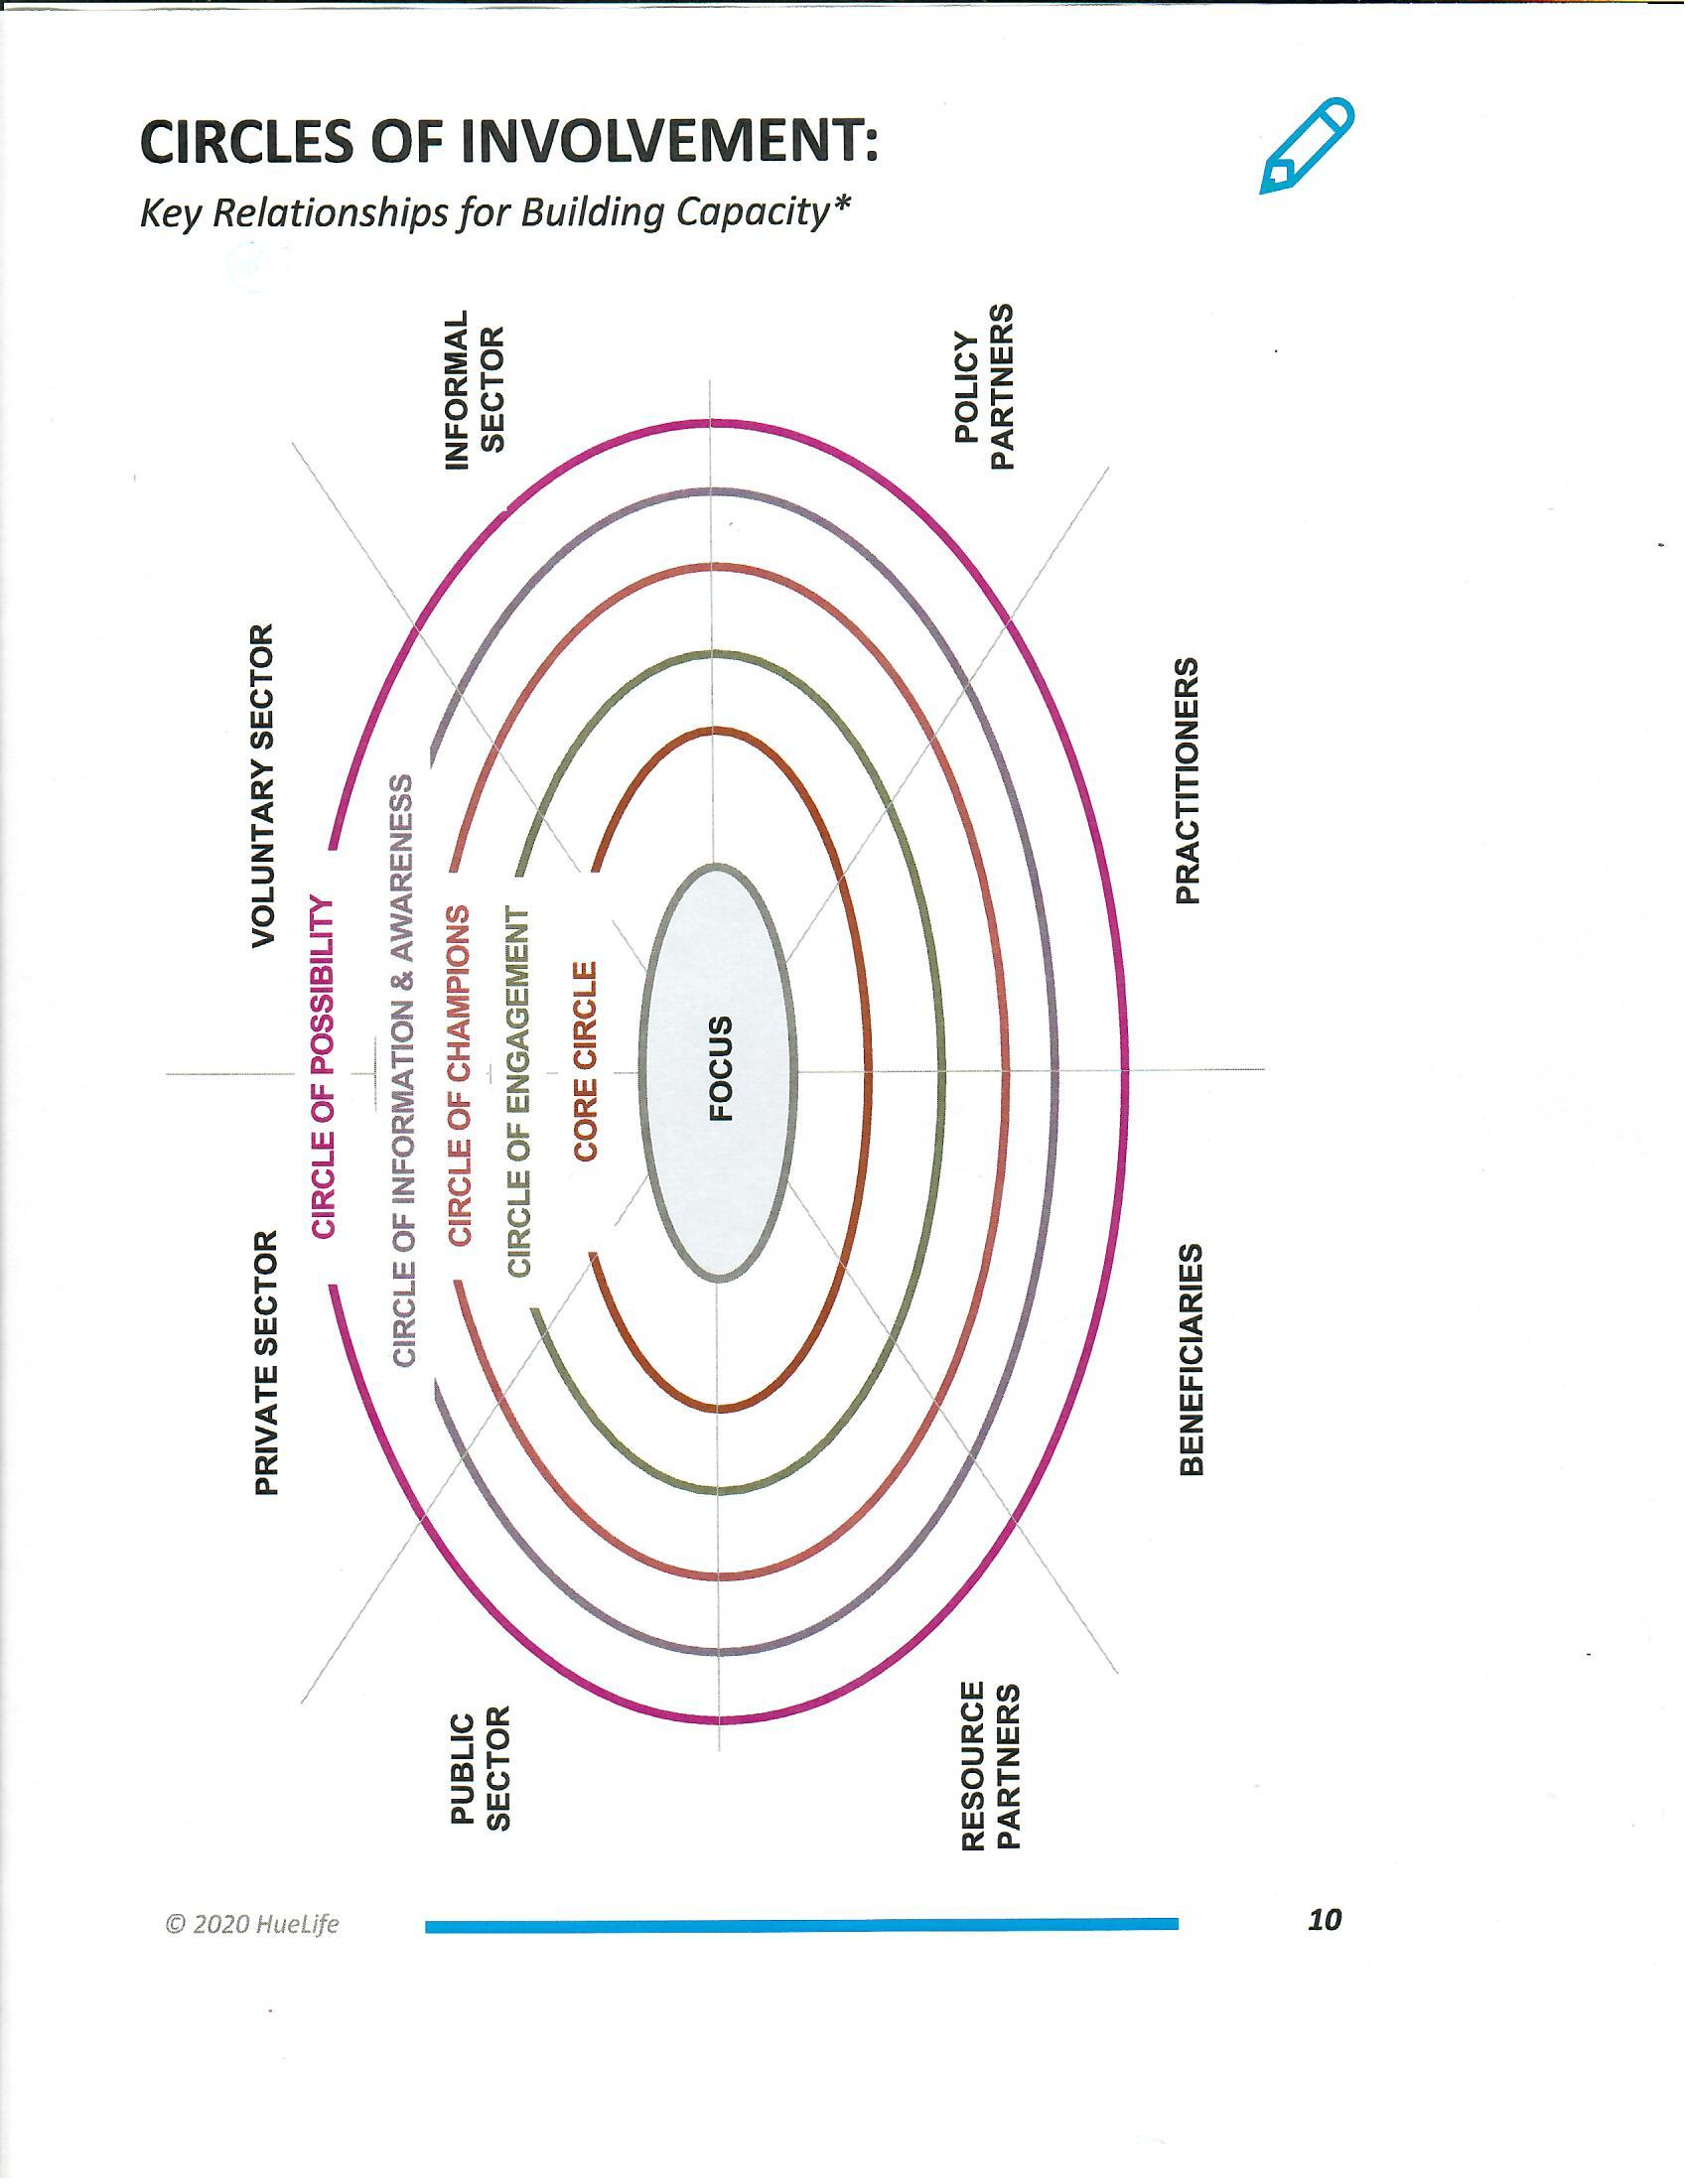 CIRCLES OF INVOLVEMENT:
Key Relationships for Building Capacity*
PUBLIC
SECTOR
PRIVATE SECTOR
VOLUNTARY SECTOR
INFORMAL
SECTOR
CIRCLE OF POSSIBILITY
CIRCLE OF INFORMATION & AWARENESS
CIRCLE OF CHAMPIONS
CIRCLE OF ENGAGEMENT
CORE CIRCLE
FOCUS
RESOURCE
PARTNERS
BENEFICIARIES
PRACTITIONERS
POLICY
PARTNERS
© 2020 HueLife
10